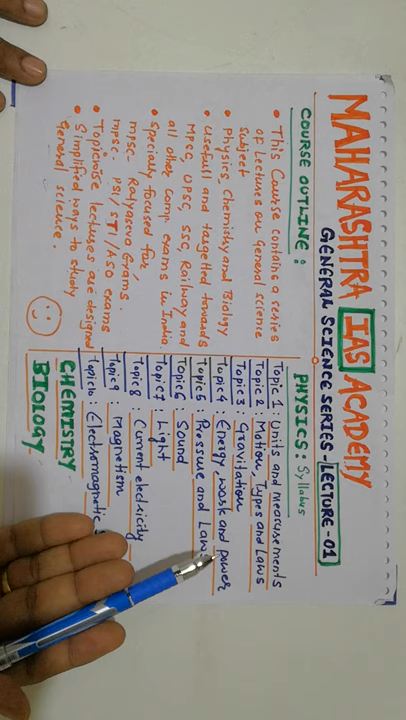 MAHARASHTRA IAS ACADEMY
GENERAL SCIENCE SERIES - LECTURE - 01
COURSE OUTLINE :
• This Course contains a series
of Lectures on General science
Subject
• Physics, Chemistry and Biology
• Usefull and targetted towards
MPSC, UPSC, SSC, Railway and
all other Comp. exams in India
• Specially focused for
mpsc Rajyaseva Exams.
mpsc. PSI/STI/ASO exams
• Topicwise lectures are designed
• Simplified ways to study
General science.
PHYSICS : Syllabus
Topic 1 : Units and measurements
Topic 2 : Motion, Types and Laws
Topic 3 : Gravitation
Topic 4 : Energy work and power
Topic 5 : Pressure and Law
Topic 6 : Sound
Topic 7 : Light
Topic 8 : Current electricity
Topic 9 : Magnetism
Topic 10 : Electromagnetic
CHEMISTRY
BIOLOGY